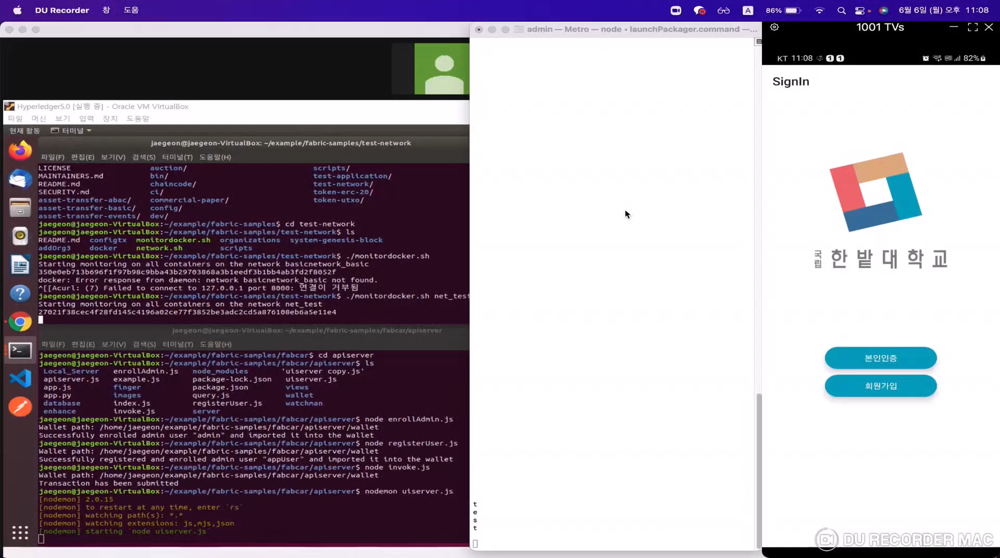 DU Recorder 창 도움
A 86% 6월 6일 (월) 오후 11:08
admin — Metro — node ◂ launchPackager.command —...
1001 TVs
Hyperledger5.0 [실행 중] - Oracle VM VirtualBox
파일 머신 보기 입력 장치 도움말
현재 활동 터미널
jaegeon@jaegeon-VirtualBox: ~/example/fabric-samples/test-network
파일(F) 편집(E) 보기(V) 검색(S) 터미널(T) 도움말(H)
LICENSE auction/ scripts/
MAINTAINERS.md bin/ test-application/
README.md chaincode/ test-network/
SECURITY.md ci/ token-erc-20/
asset-transfer-abac/ commercial-paper/ token-utxo/
asset-transfer-basic/ config/
asset-transfer-events/ dev/
jaegeon@jaegeon-VirtualBox:~/example/fabric-samples$ cd test-network
jaegeon@jaegeon-VirtualBox:~/example/fabric-samples/test-network$ ls
README.md configtx monitordocker.sh organizations system-genesis-block
addOrg3 docker network.sh scripts
jaegeon@jaegeon-VirtualBox:~/example/fabric-samples/test-network$ ./monitordocker.sh
Starting monitoring on all containers on the network basicnetwork_basic
350e0eb713b696f1f97b98c9bba43b29703868a3b1eedf3b1bb4ab3fd2f8052f
docker: Error response from daemon: network basicnetwork_basic not found.
^[[Acurl: (7) Failed to connect to 127.0.0.1 port 8000: 연결이 거부됨
jaegeon@jaegeon-VirtualBox:~/example/fabric-samples/test-network$ ./monitordocker.sh net_test
Starting monitoring on all containers on the network net_test
27021f38cec4f28fd145c4196a02ce77f3852be3adc2cd5a876108eb6a5e11e4
jaegeon@jaegeon-VirtualBox: ~/example/fabric-samples/fabcar/apiserver
파일(F) 편집(E) 보기(V) 검색(S) 터미널(T) 도움말(H)
jaegeon@jaegeon-VirtualBox:~/example/fabric-samples/fabcar$ cd apiserver
jaegeon@jaegeon-VirtualBox:~/example/fabric-samples/fabcar/apiserver$ ls
Local_Server enrollAdmin.js node_modules 'uiserver copy.js'
apiserver.js example.js package-lock.json uiserver.js
app.js finger package.json views
app.py images query.js wallet
database index.js registerUser.js watchman
enhance invoke.js server
jaegeon@jaegeon-VirtualBox:~/example/fabric-samples/fabcar/apiserver$ node enrollAdmin.js
Wallet path: /home/jaegeon/example/fabric-samples/fabcar/apiserver/wallet
Successfully enrolled admin user "admin" and imported it into the wallet
jaegeon@jaegeon-VirtualBox:~/example/fabric-samples/fabcar/apiserver$ node registerUser.js
Wallet path: /home/jaegeon/example/fabric-samples/fabcar/apiserver/wallet
Successfully registered and enrolled admin user "appUser" and imported it into the wallet
jaegeon@jaegeon-VirtualBox:~/example/fabric-samples/fabcar/apiserver$ node invoke.js
Wallet path: /home/jaegeon/example/fabric-samples/fabcar/apiserver/wallet
Transaction has been submitted
jaegeon@jaegeon-VirtualBox:~/example/fabric-samples/fabcar/apiserver$ nodemon uiserver.js
[nodemon] 2.0.15
[nodemon] to restart at any time, enter `rs`
[nodemon] watching path(s): *.*
[nodemon] watching extensions: js,mjs,json
[nodemon] starting `node uiserver.js`
t
e
s
t
KT 11:08 1 1 HD 82%
SignIn
국립 한밭대학교
본인인증
회원가입
DU RECORDER MAC